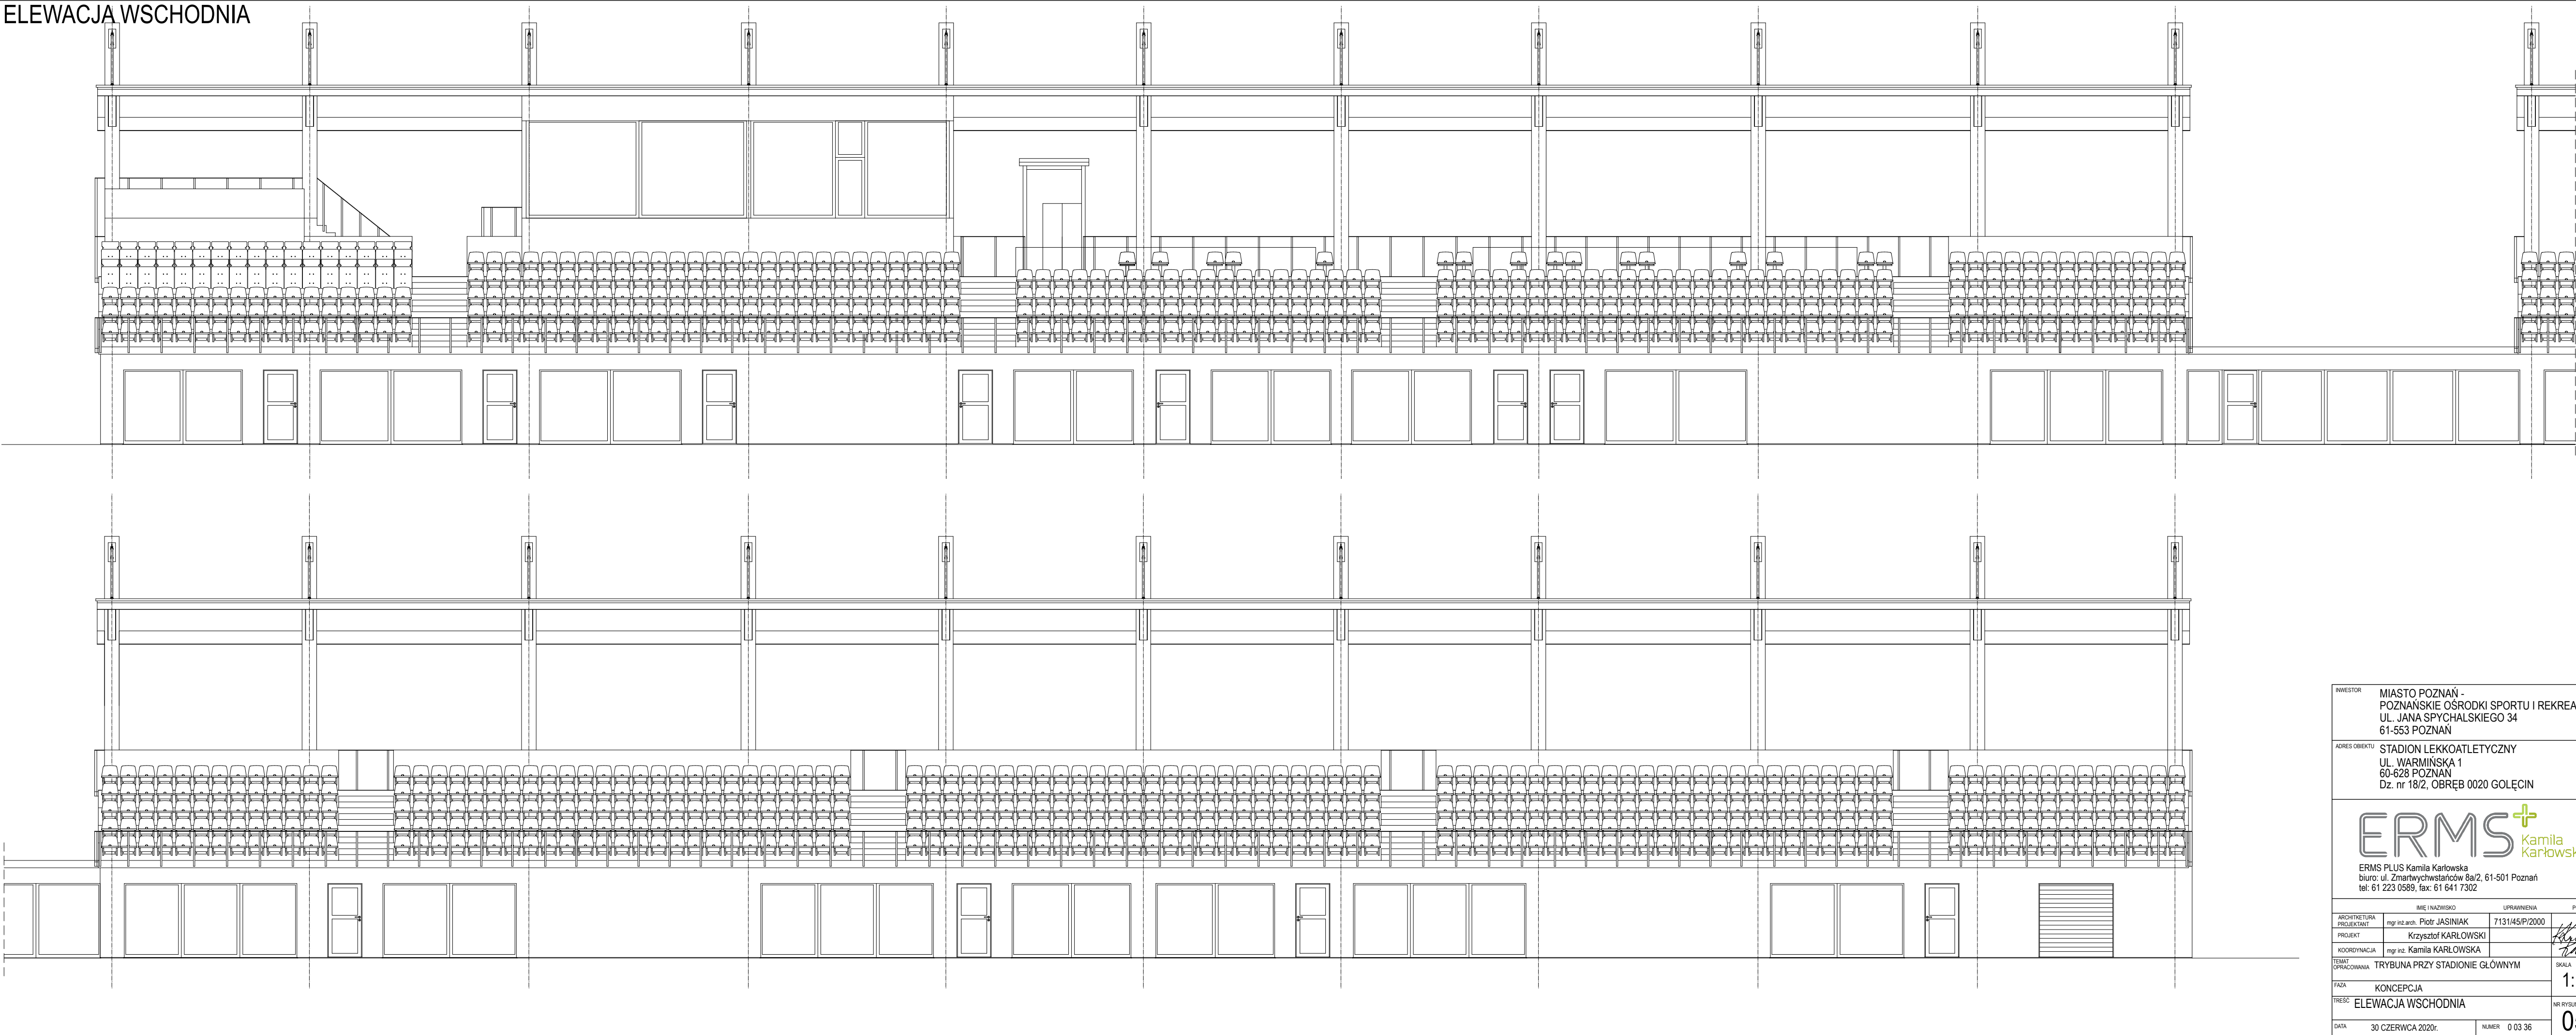 ELEWACJA WSCHODNIA
INWESTOR
MIASTO POZNAŃ -
POZNAŃSKIE OŚRODKI SPORTU I
UL. JANA SPYCHALSKIEGO 34
61-553 POZNAŃ
ADRES OBIEKTU
STADION LEKKOATLETYCZNY
UL. WARMIŃSKA 1
60-628 POZNAŃ
Dz. nr 18/2, OBRĘB 0020 GOLĘCIN
ERMS+
Kamila
ERMS PLUS Kamila Karłowska
biuro: ul. Zmartwychwstańców 8a/2, 61-501 Poznań
tel: 61 223 0589, fax: 61 641 7302
IMIĘ I NAZWISKO UPRAWNIENIA
ARCHITKETURA
PROJEKTANT
mgr inż.arch. Piotr JASINIAK 7131/45/P/2000
PROJEKT Krzysztof KARŁOWSKI
KOORDYNACJA mgr inż. Kamila KARŁOWSKA
TEMAT
OPRACOWANIA TRYBUNA PRZY STADIONIE GŁÓWNYM
SKALA
1:
FAZA KONCEPCJA
TREŚĆ ELEWACJA WSCHODNIA
NR
DATA 30 CZERWCA 2020r. NUMER 0 03 36